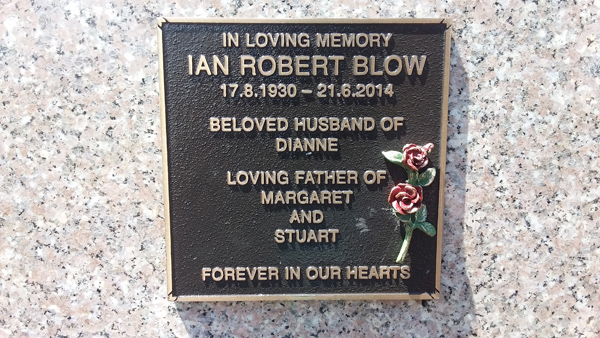 IN LOVING MEMORY
IAN ROBERT BLOW
17.8.1930 – 21.6.2014
BELOVED HUSBAND OF
DIANNE
LOVING FATHER OF
MARGARET
AND
STUART
FOREVER IN OUR HEARTS